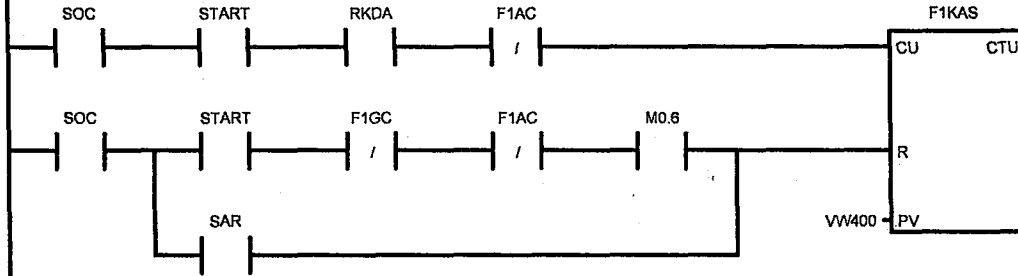 SOC START RKDA F1AC F1KAS
/ CU CTU
SOC START F1GC F1AC M0.6
/ / R
SAR
VW400 PV